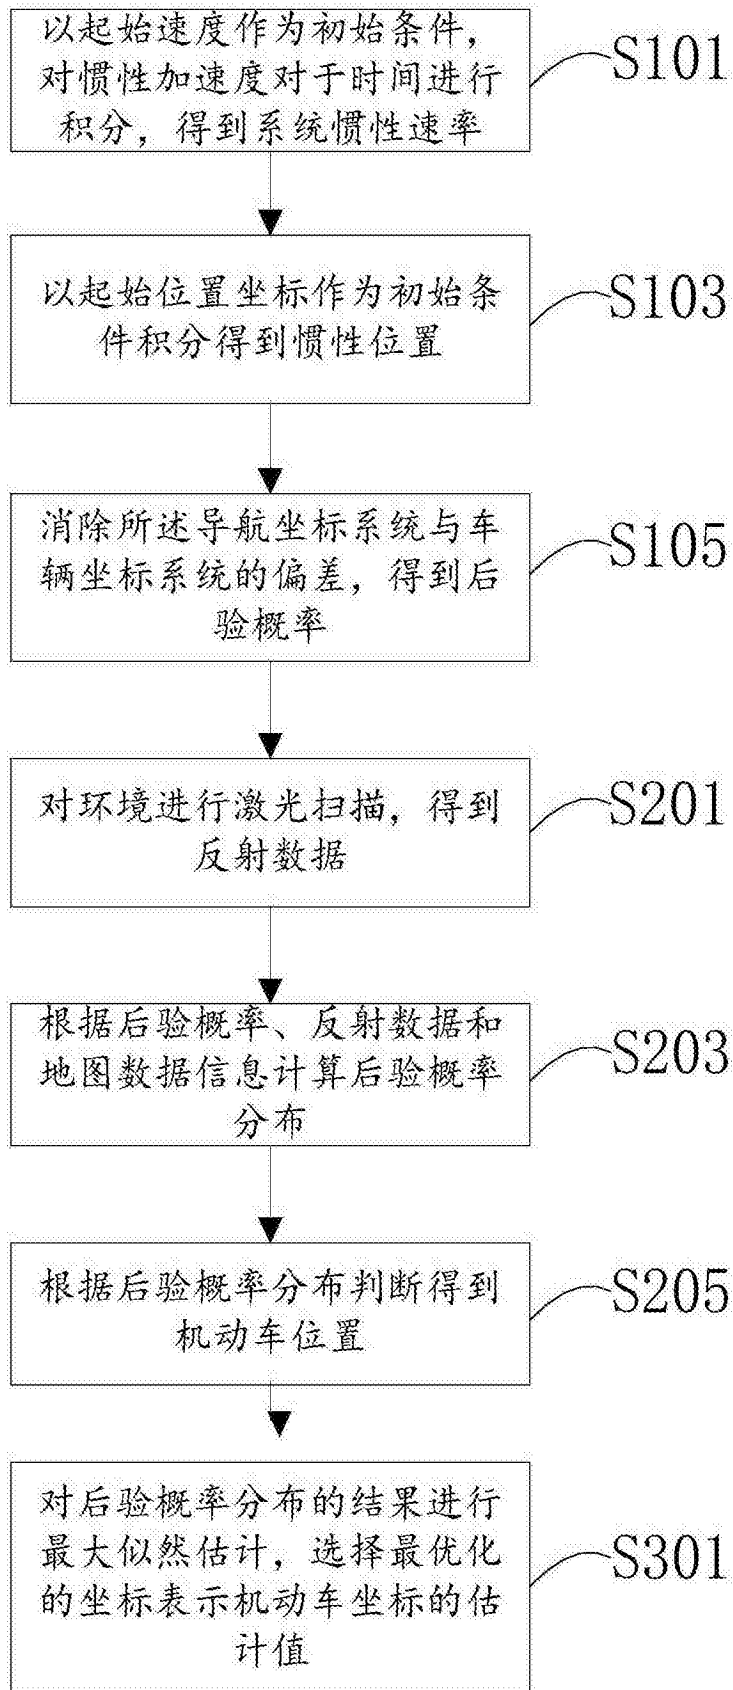 以起始速度作为初始条件，
对惯性加速度对于时间进行
积分，得到系统惯性速率
S101
以起始位置坐标作为初始条
件积分得到惯性位置
S103
消除所述导航坐标系统与车
辆坐标系统的偏差，得到后
验概率
S105
对环境进行激光扫描，得到
反射数据
S201
根据后验概率、反射数据和
地图数据信息计算后验概率
分布
S203
根据后验概率分布判断得到
机动车位置
S205
对后验概率分布的结果进行
最大似然估计，选择最优化
的坐标表示机动车坐标的估
计值
S301